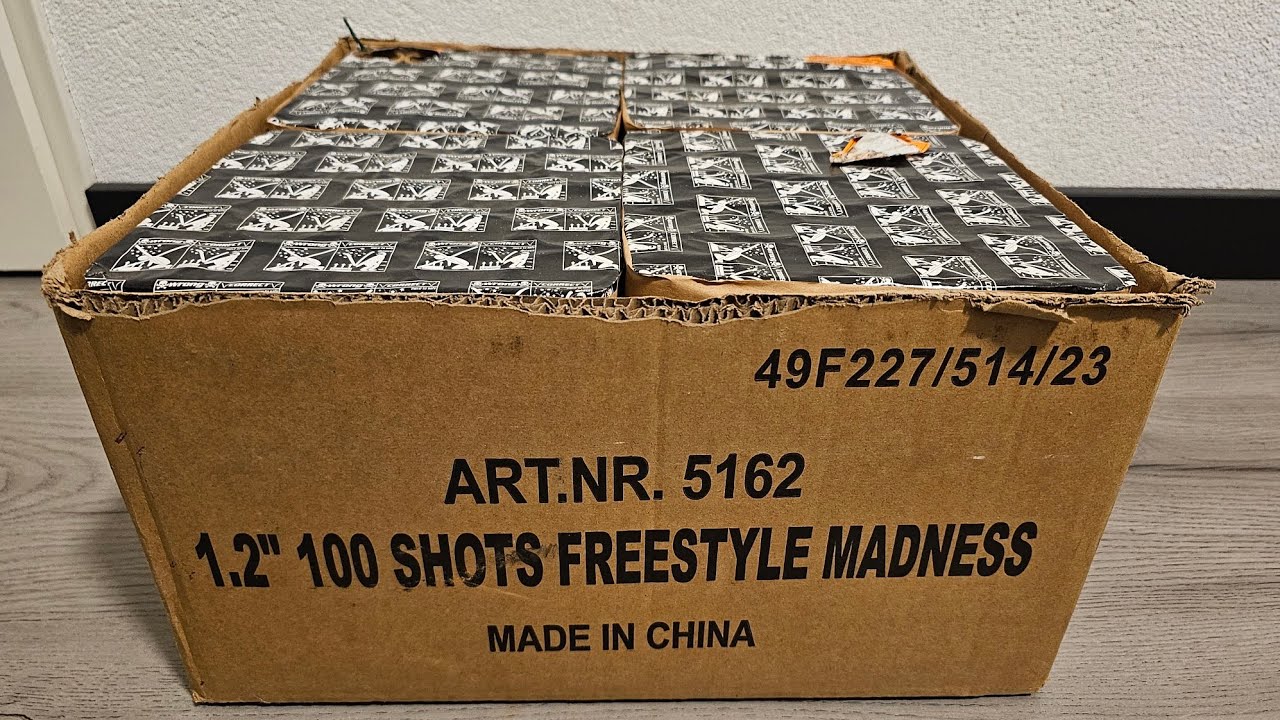 49F227/514/23
ART.NR. 5162
1.2" 100 SHOTS FREESTYLE MADNESS
MADE IN CHINA